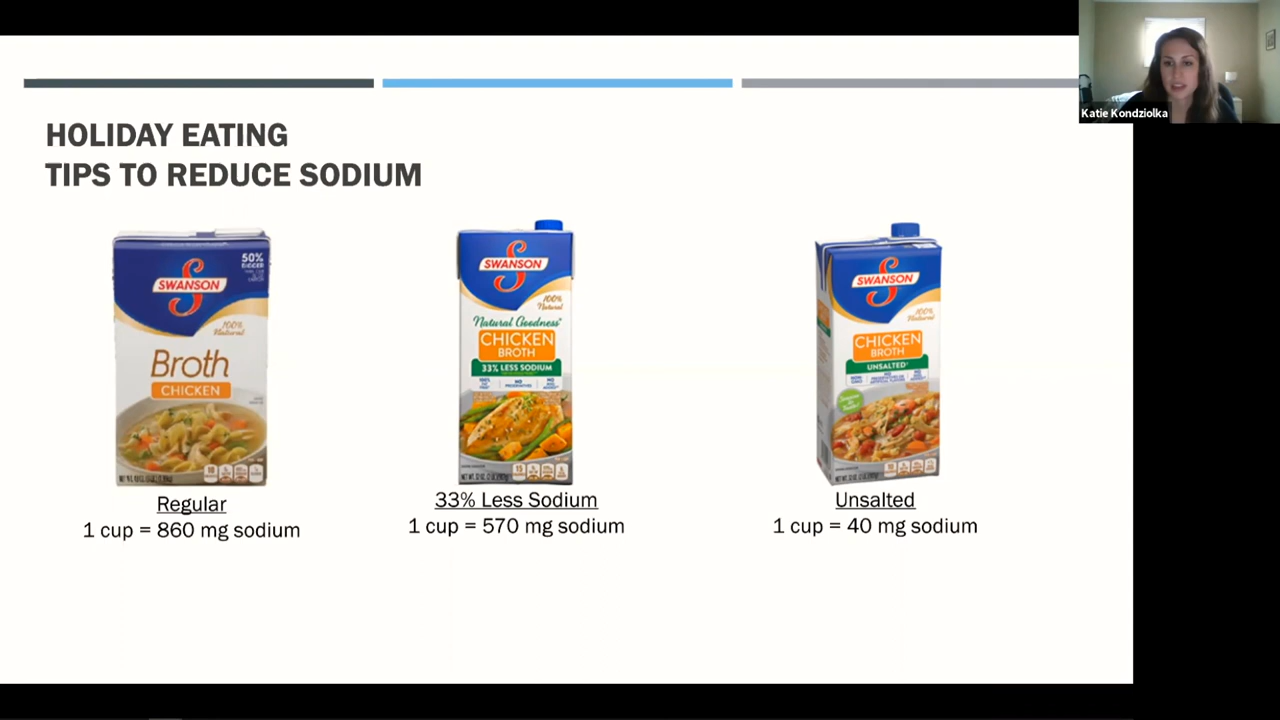 Katie Kondziolka
HOLIDAY EATING
TIPS TO REDUCE SODIUM
50%
SWANSON
100%
Natural
Broth
CHICKEN
Regular
1 cup = 860 mg sodium
SWANSON
100%
Natural
Natural Goodness
CHICKEN
BROTH
33% LESS SODIUM
33% Less Sodium
1 cup = 570 mg sodium
SWANSON
100%
Natural
CHICKEN
BROTH
UNSALTED
Unsalted
1 cup = 40 mg sodium